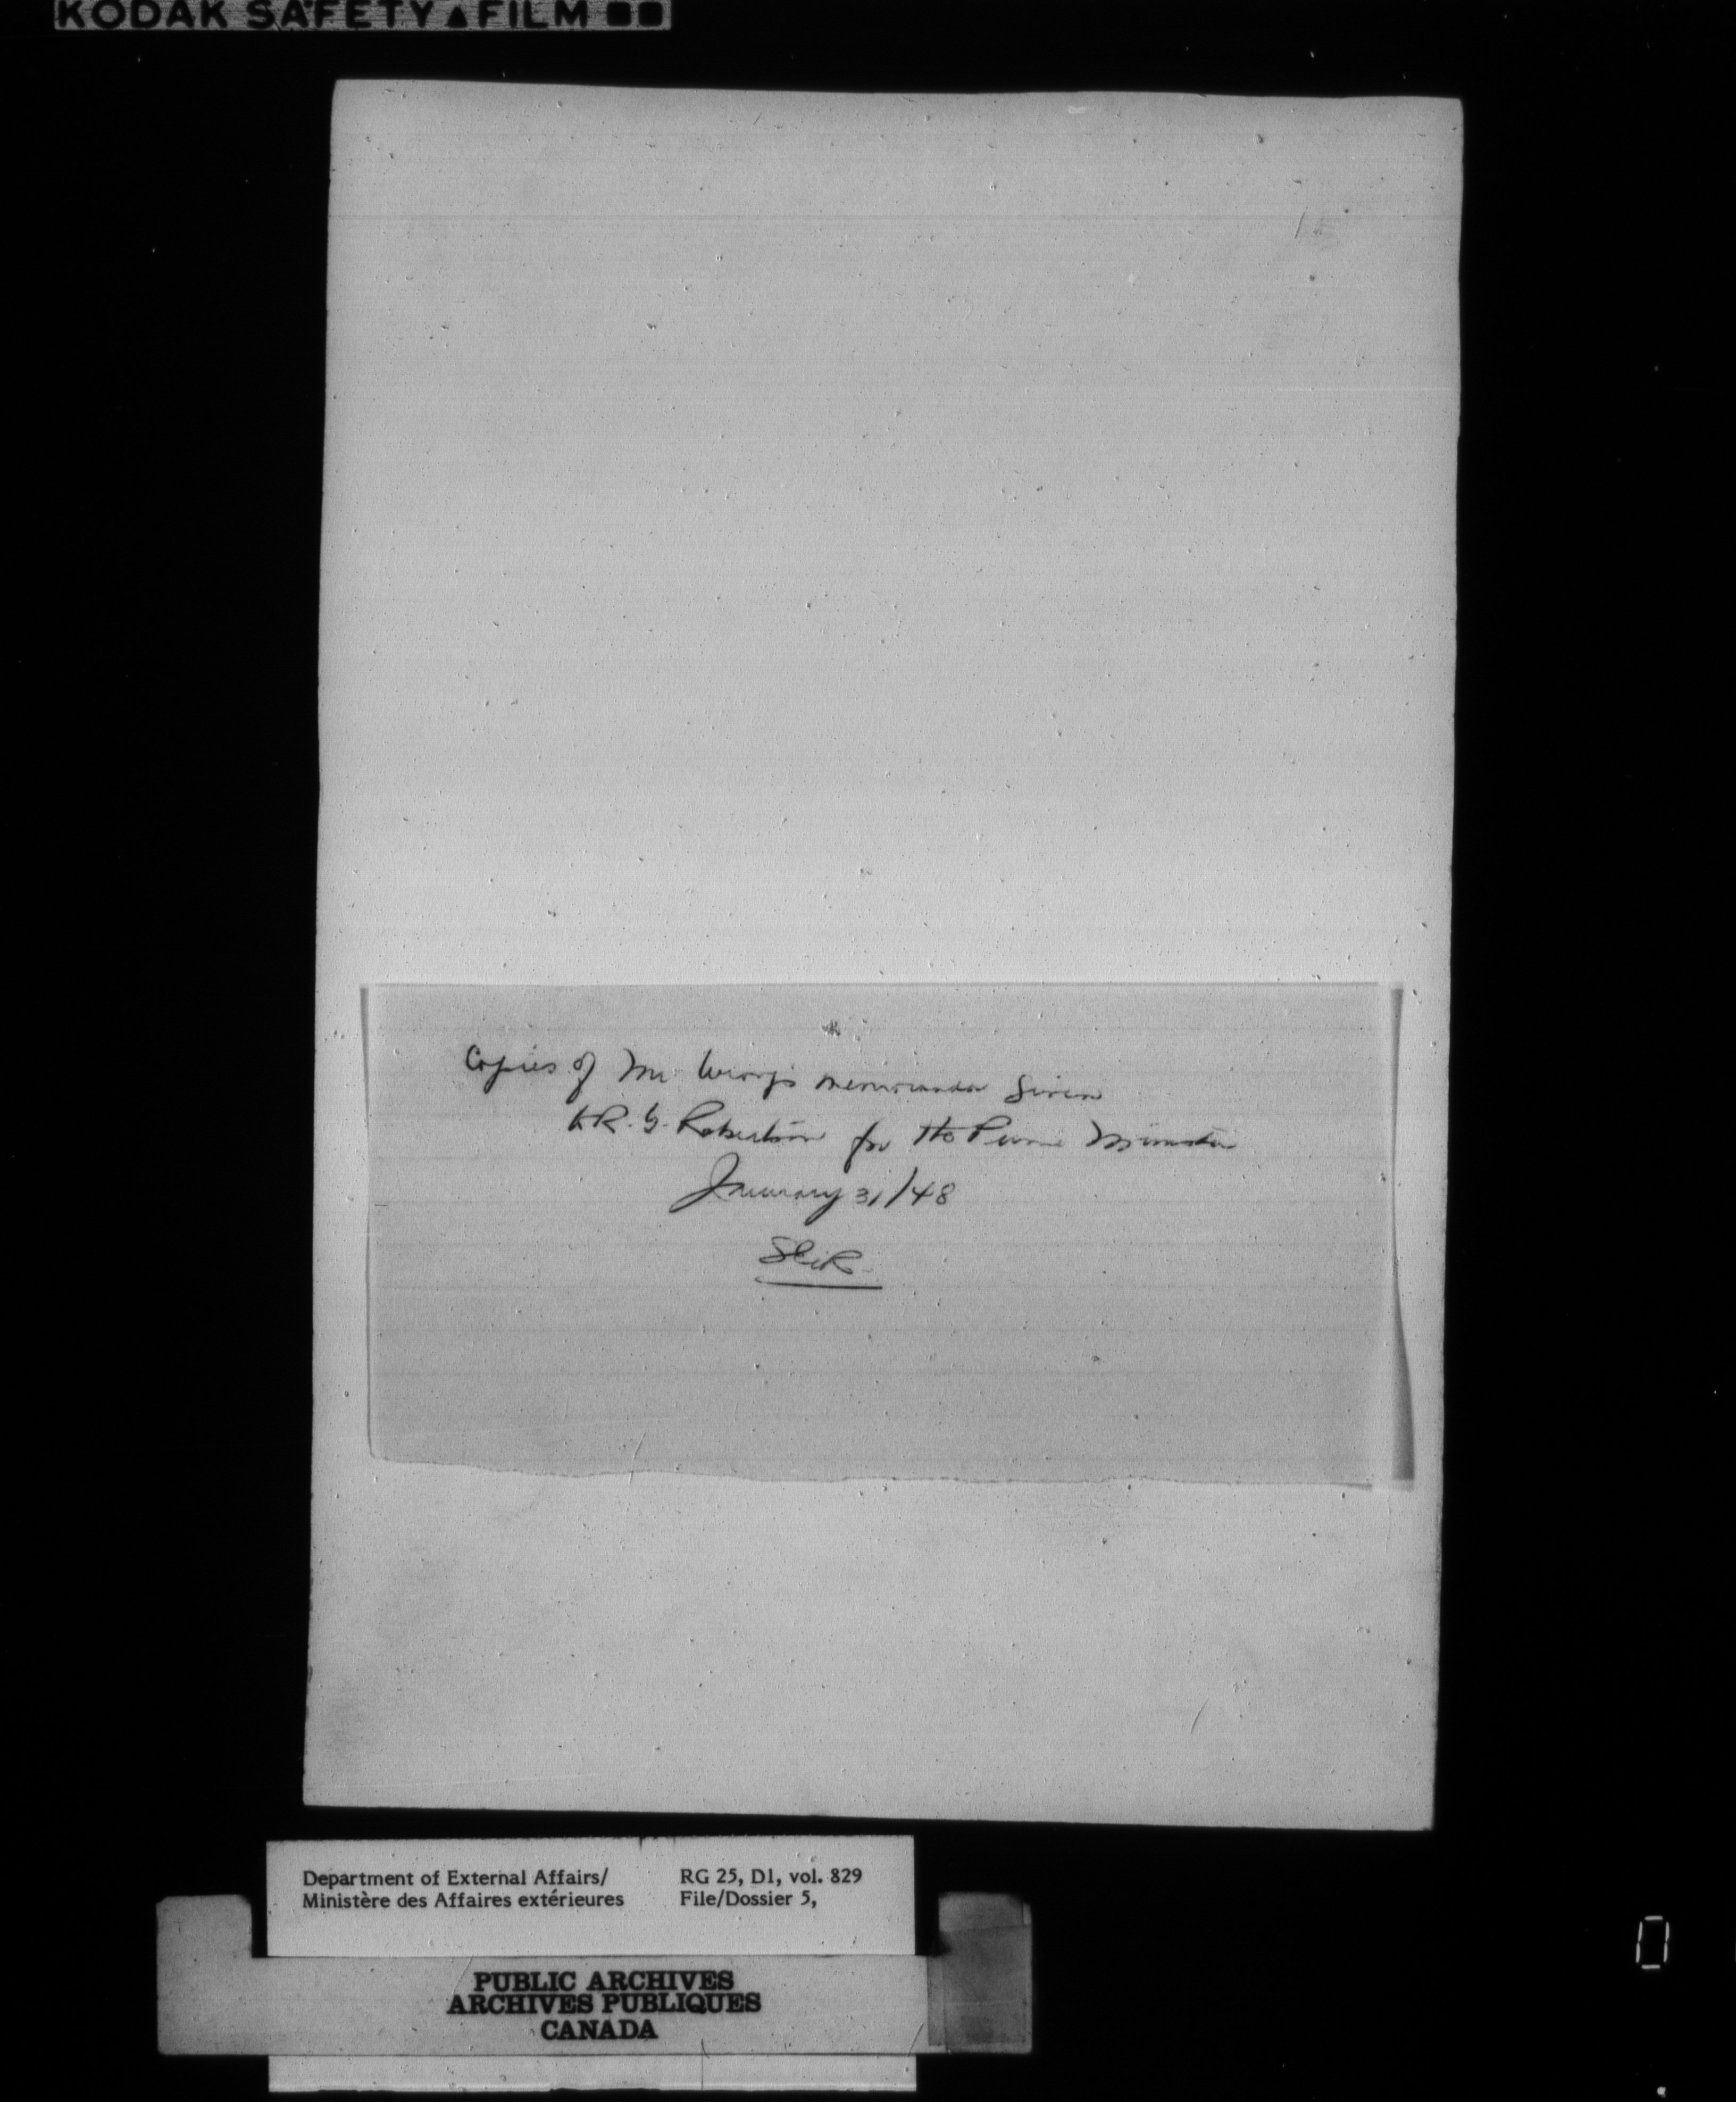 KODAK SAFETY ▲ FILM ■■
Copies of Mr. Wrong's memoranda given
to R. G. Robertson for the Prime Minister
January 31/48
Department of External Affairs/
Ministère des Affaires extérieures
RG 25, D1, vol. 829
File/Dossier 5,
PUBLIC ARCHIVES
ARCHIVES PUBLIQUES
CANADA
0